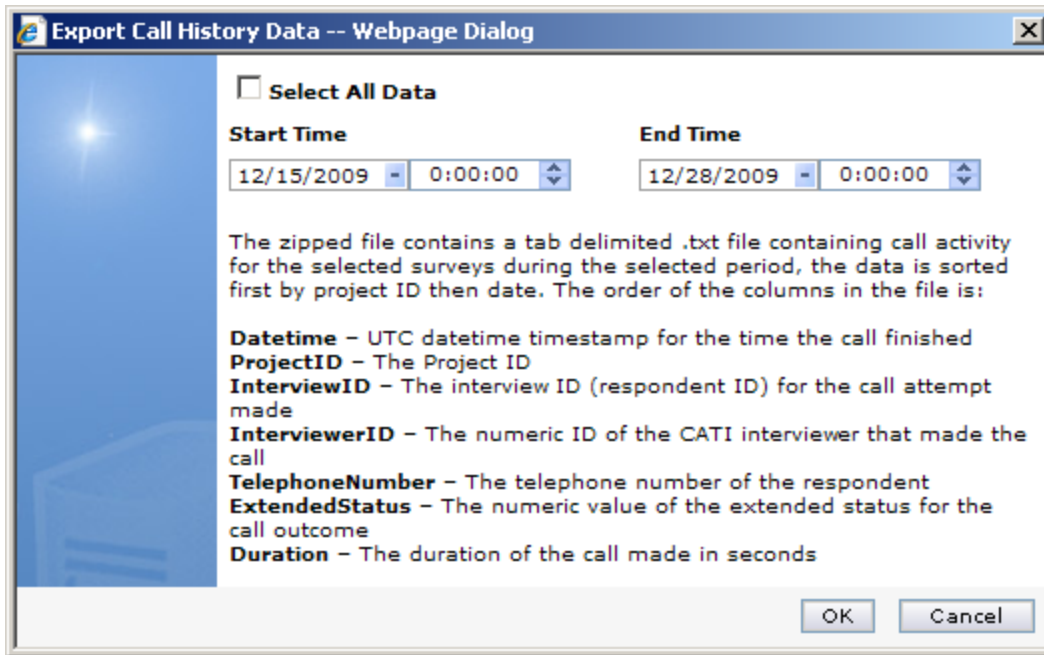 Export Call History Data -- Webpage Dialog
Select All Data
Start Time End Time
12/15/2009 0:00:00 12/28/2009 0:00:00
The zipped file contains a tab delimited .txt file containing call activity
for the selected surveys during the selected period, the data is sorted
first by project ID then date. The order of the columns in the file is:
Datetime – UTC datetime timestamp for the time the call finished
ProjectID – The Project ID
InterviewID – The interview ID (respondent ID) for the call attempt
made
InterviewerID – The numeric ID of the CATI interviewer that made the
call
TelephoneNumber – The telephone number of the respondent
ExtendedStatus – The numeric value of the extended status for the
call outcome
Duration – The duration of the call made in seconds
OK Cancel